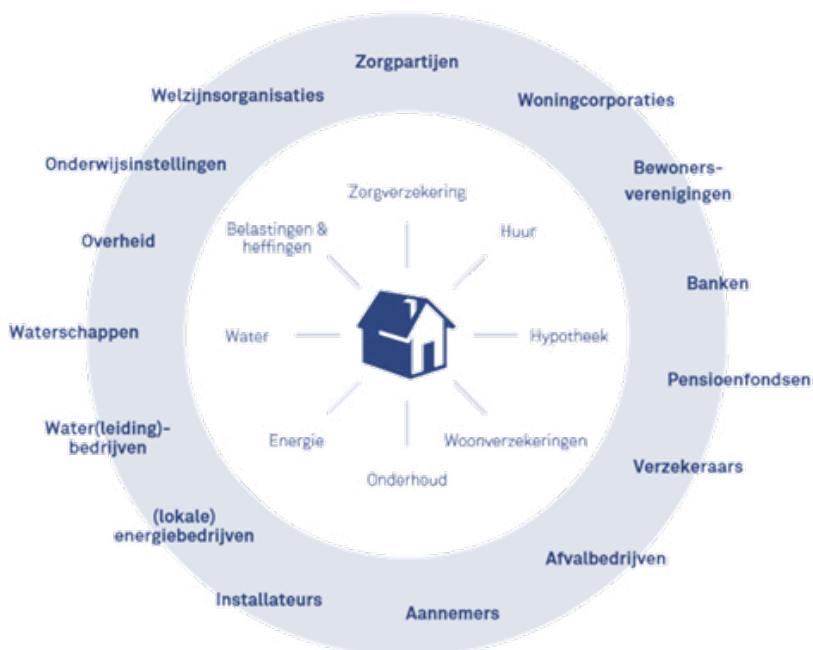 Zorgpartijen
Welzijnsorganisaties
Woningcorporaties
Onderwijsinstellingen
Bewoners-
verenigingen
Zorgverzekering
Belastingen &
heffingen
Huur
Overheid
Banken
Waterschappen
Water
Hypotheek
Pensioenfondsen
Water(leiding)-
bedrijven
Energie
Woonverzekeringen
Verzekeraars
Onderhoud
(lokale)
energiebedrijven
Afvalbedrijven
Installateurs
Aannemers